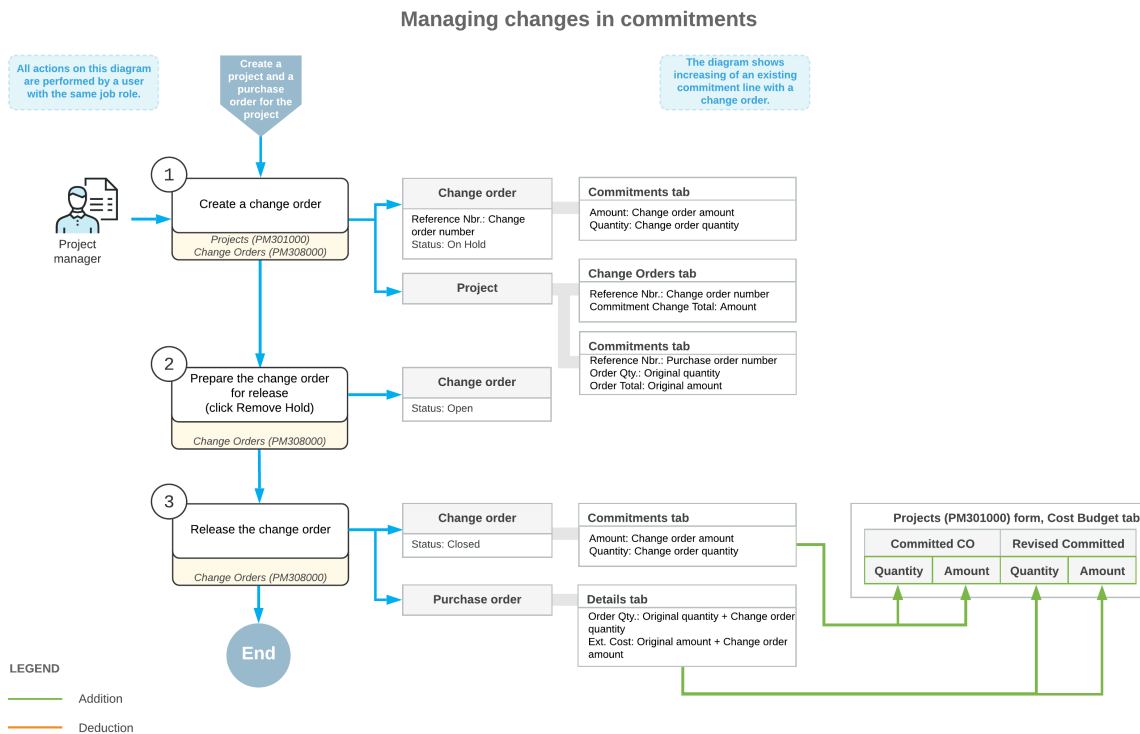 Managing changes in commitments
All actions on this diagram
are performed by a user
with the same job role.
Create a
project and a
purchase
order for the
project
The diagram shows
increasing of an existing
commitment line with a
change order.
Project
manager
1
Create a change order
Projects (PM301000)
Change Orders (PM308000)
Change order
Reference Nbr.: Change
order number
Status: On Hold
Commitments tab
Amount: Change order amount
Quantity: Change order quantity
Project
Change Orders tab
Reference Nbr.: Change order number
Commitment Change Total: Amount
Commitments tab
Reference Nbr.: Purchase order number
Order Qty.: Original quantity
Order Total: Original amount
2
Prepare the change order
for release
(click Remove Hold)
Change Orders (PM308000)
Change order
Status: Open
3
Release the change order
Change Orders (PM308000)
Change order
Status: Closed
Commitments tab
Amount: Change order amount
Quantity: Change order quantity
Purchase order
Details tab
Order Qty.: Original quantity + Change order
quantity
Ext. Cost: Original amount + Change order
amount
Projects (PM301000) form, Cost Budget tab
Committed CO
Revised Committed
Quantity
Amount
Quantity
Amount
End
LEGEND
Addition
Deduction